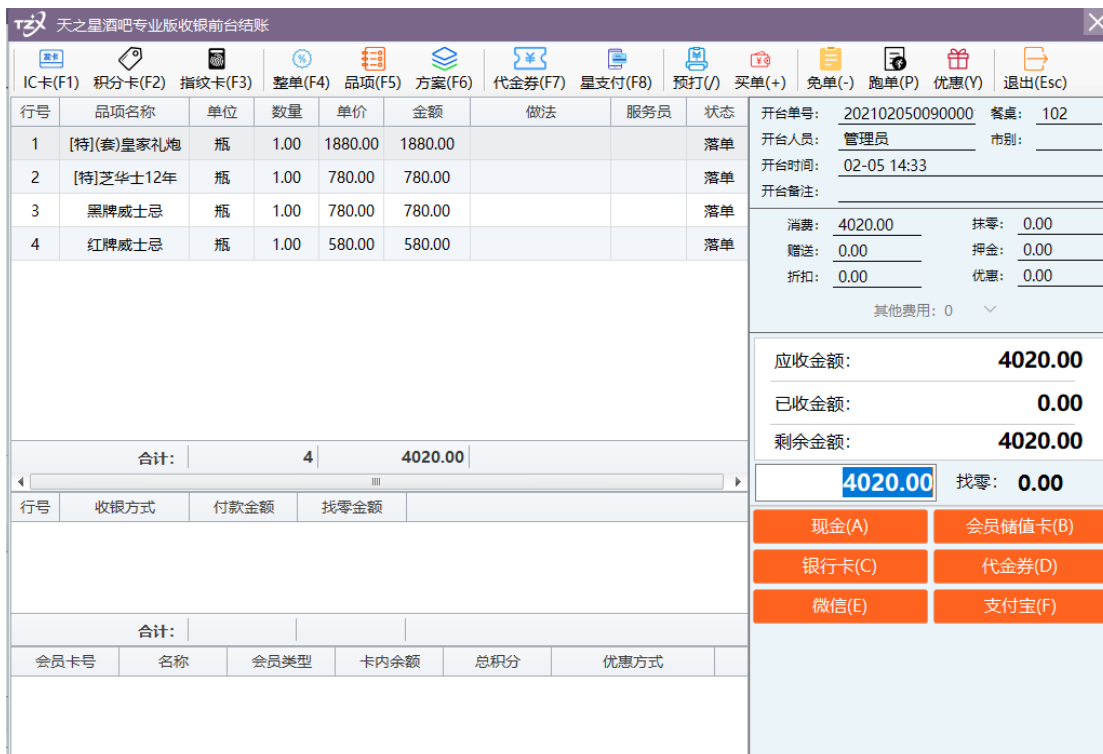 TZX 天之星酒吧专业版收银前台结账
发卡
IC卡(F1) 积分卡(F2) 指纹卡(F3) 整单(F4) 品项(F5) 方案(F6) 代金券(F7) 星支付(F8) 预打(/) 买单(+) 免单(-) 跑单(P) 优惠(Y) 退出(Esc)
行号 品项名称 单位 数量 单价 金额 做法 服务员 状态
1 [特](套)皇家礼炮 瓶 1.00 1880.00 1880.00 落单
2 [特]芝华士12年 瓶 1.00 780.00 780.00 落单
3 黑牌威士忌 瓶 1.00 780.00 780.00 落单
4 红牌威士忌 瓶 1.00 580.00 580.00 落单
合计: 4 4020.00
行号 收银方式 付款金额 找零金额
合计:
会员卡号 名称 会员类型 卡内余额 总积分 优惠方式
开台单号: 202102050090000 餐桌: 102
开台人员: 管理员 市别:
开台时间: 02-05 14:33
开台备注:
消费: 4020.00 抹零: 0.00
赠送: 0.00 押金: 0.00
折扣: 0.00 优惠: 0.00
其他费用: 0
应收金额: 4020.00
已收金额: 0.00
剩余金额: 4020.00
4020.00 找零: 0.00
现金(A) 会员储值卡(B)
银行卡(C) 代金券(D)
微信(E) 支付宝(F)